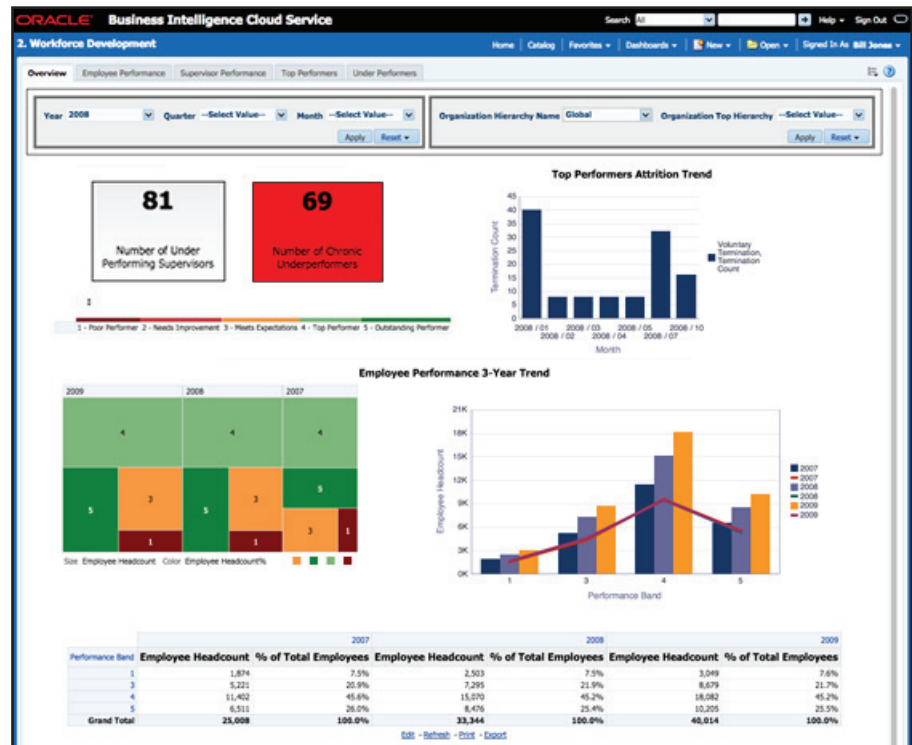 ORACLE Business Intelligence Cloud Service Search All Help Sign Out
2. Workforce Development Home Catalog Favorites Dashboards New Open Signed In As Bill Jones
Overview Employee Performance Supervisor Performance Top Performers Under Performers
Year 2008 Quarter --Select Value-- Month --Select Value-- Organization Hierarchy Name Global Organization Top Hierarchy --Select Value--
Apply Reset Apply Reset
81
Number of Under
Performing Supervisors
69
Number of Chronic
Underperformers
1 - Poor Performer 2 - Needs Improvement 3 - Meets Expectations 4 - Top Performer 5 - Outstanding Performer
Top Performers Attrition Trend
Termination Count
45
40
35
30
25
20
15
10
5
0
2008 / 01 2008 / 03 2008 / 05 2008 / 10
2008 / 02 2008 / 04 2008 / 07
Month
Voluntary
Termination,
Termination
Count
Employee Performance 3-Year Trend
2009 2008 2007
4 4 4
5 3 5 3 5
1 1 3 1
Size Employee Headcount Color Employee Headcount%
Employee Headcount
21K
18K
15K
12K
9K
6K
3K
0K
1 3 4 5
Performance Band
2007
2007
2008
2008
2009
2009
2007 2008 2009
Performance Band Employee Headcount % of Total Employees Employee Headcount % of Total Employees Employee Headcount % of Total Employees
1 1,874 7.5% 2,503 7.5% 3,049 7.6%
3 5,221 20.9% 7,295 21.9% 8,679 21.7%
4 11,402 45.6% 15,070 45.2% 18,082 45.2%
5 6,511 26.0% 8,476 25.4% 10,205 25.5%
Grand Total 25,008 100.0% 33,344 100.0% 40,014 100.0%
Edit - Refresh - Print - Export